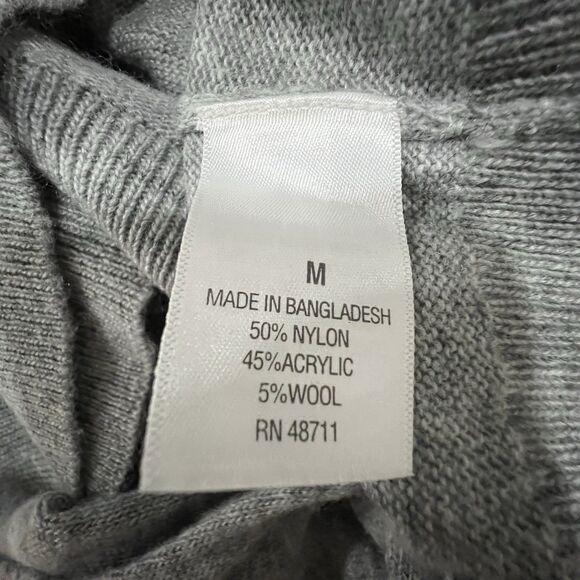 M
MADE IN BANGLADESH
50% NYLON
45%ACRYLIC
5%WOOL
RN 48711